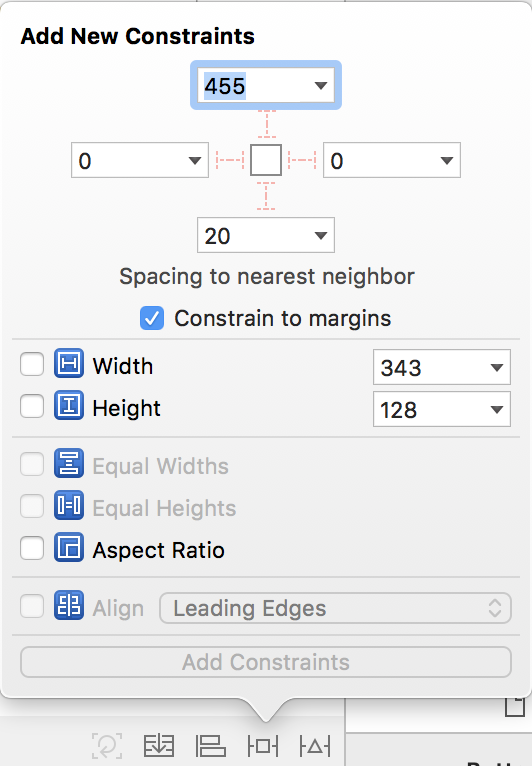 Add New Constraints
455
0
0
20
Spacing to nearest neighbor
Constrain to margins
Width
343
Height
128
Equal Widths
Equal Heights
Aspect Ratio
Align
Leading Edges
Add Constraints